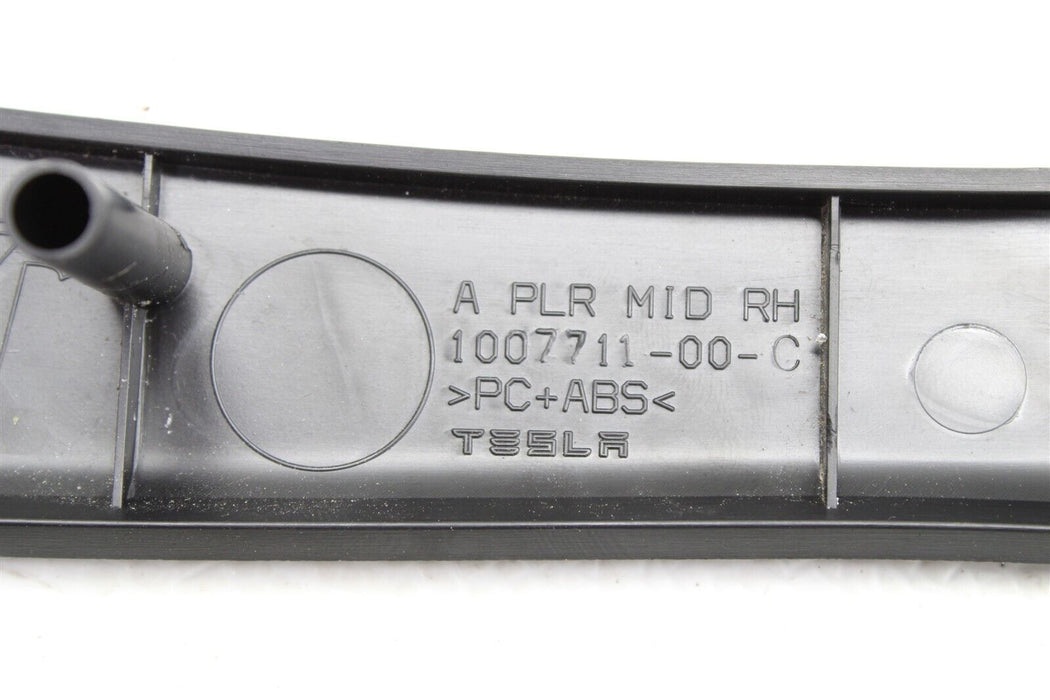 A PLR MID RH
1007711-00-C
>PC+ABS<
TESLA